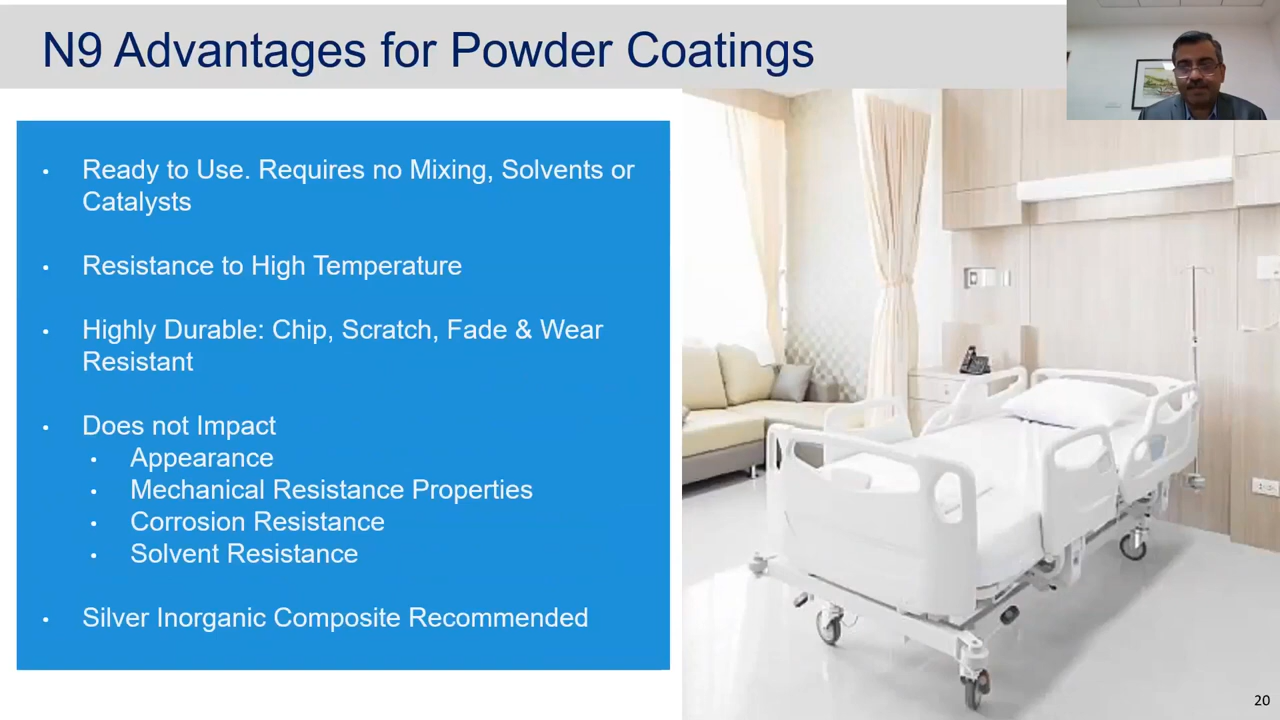 N9 Advantages for Powder Coatings
• Ready to Use. Requires no Mixing, Solvents or
Catalysts
• Resistance to High Temperature
• Highly Durable: Chip, Scratch, Fade & Wear
Resistant
• Does not Impact
• Appearance
• Mechanical Resistance Properties
• Corrosion Resistance
• Solvent Resistance
• Silver Inorganic Composite Recommended
20